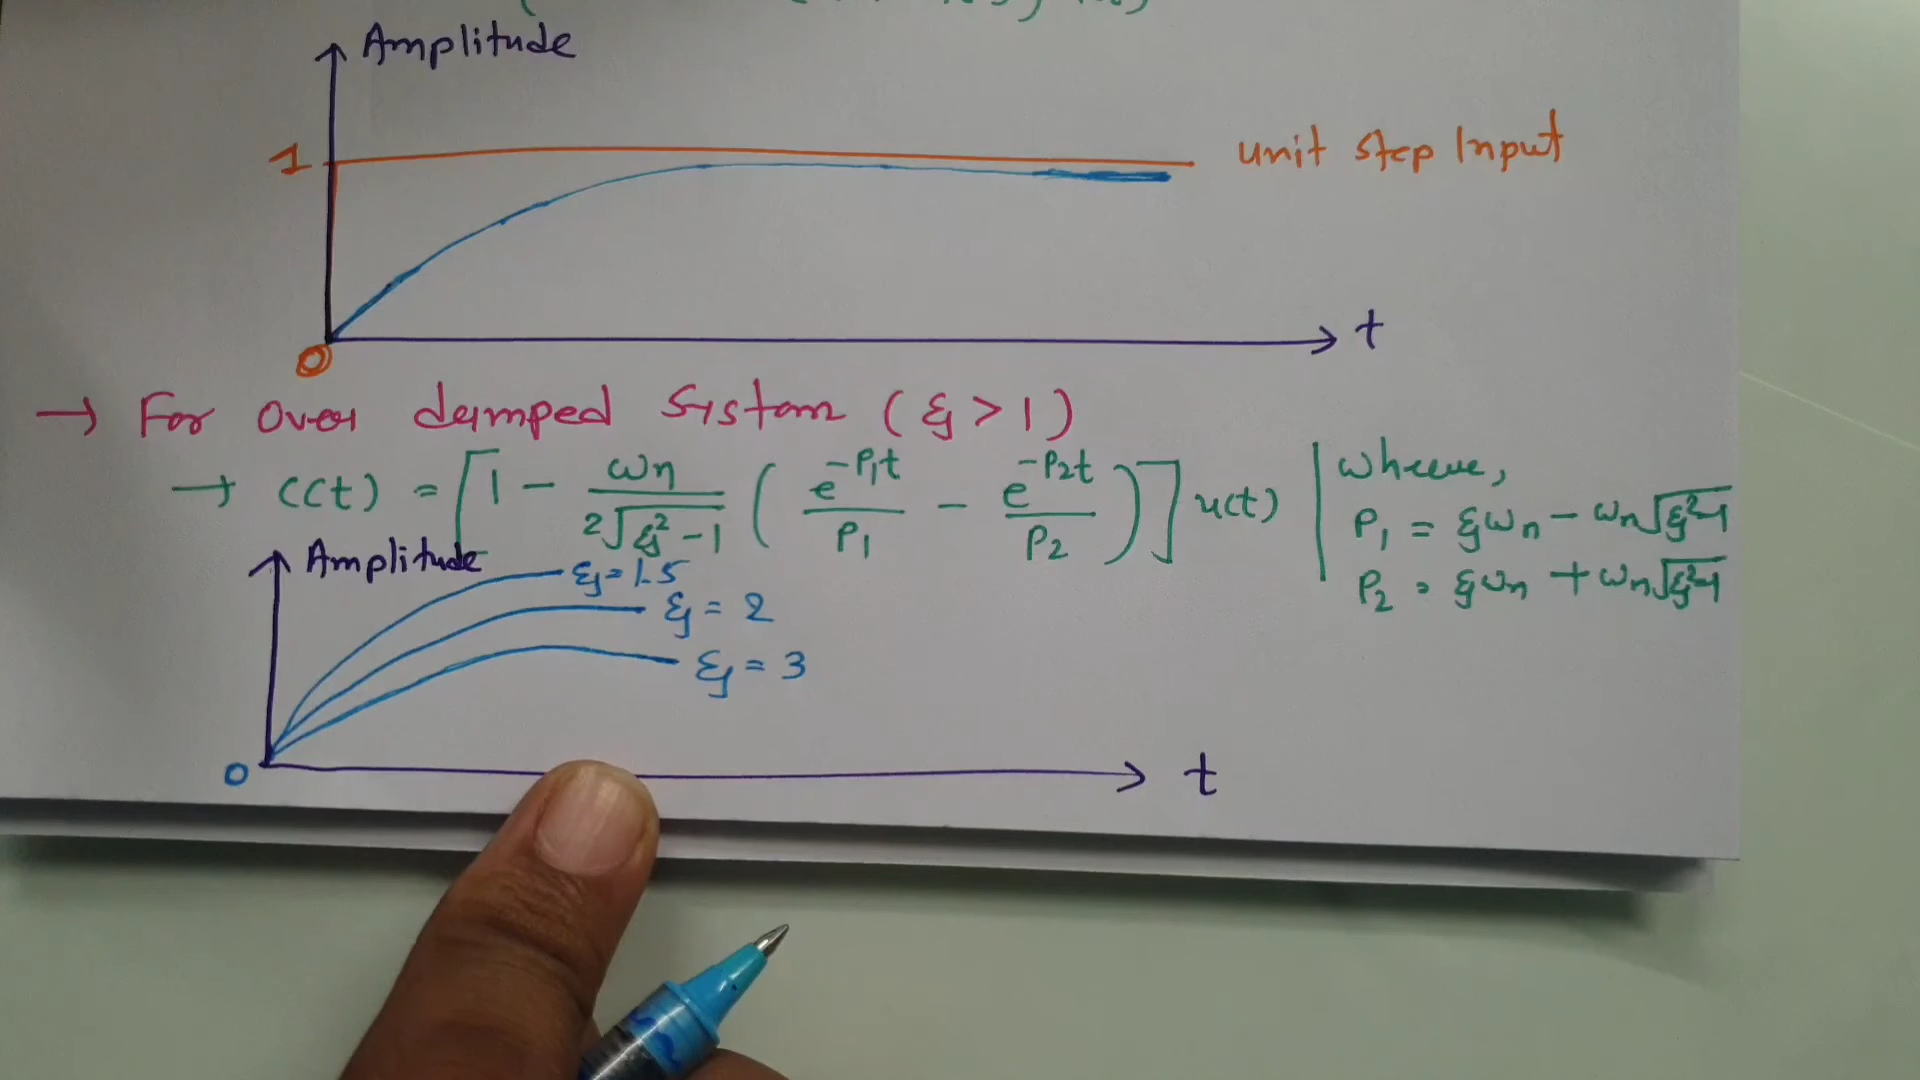 Amplitude
1
unit step Input
t
0
→ For over damped System (ξ > 1)
→ c(t) = [1 - ωn / 2√ξ²-1 ( e^-P₁t / P₁ - e^-P₂t / P₂ )] u(t)
where,
P₁ = ξωn - ωn√ξ²-1
P₂ = ξωn + ωn√ξ²-1
Amplitude
ξ = 1.5
ξ = 2
ξ = 3
0
t